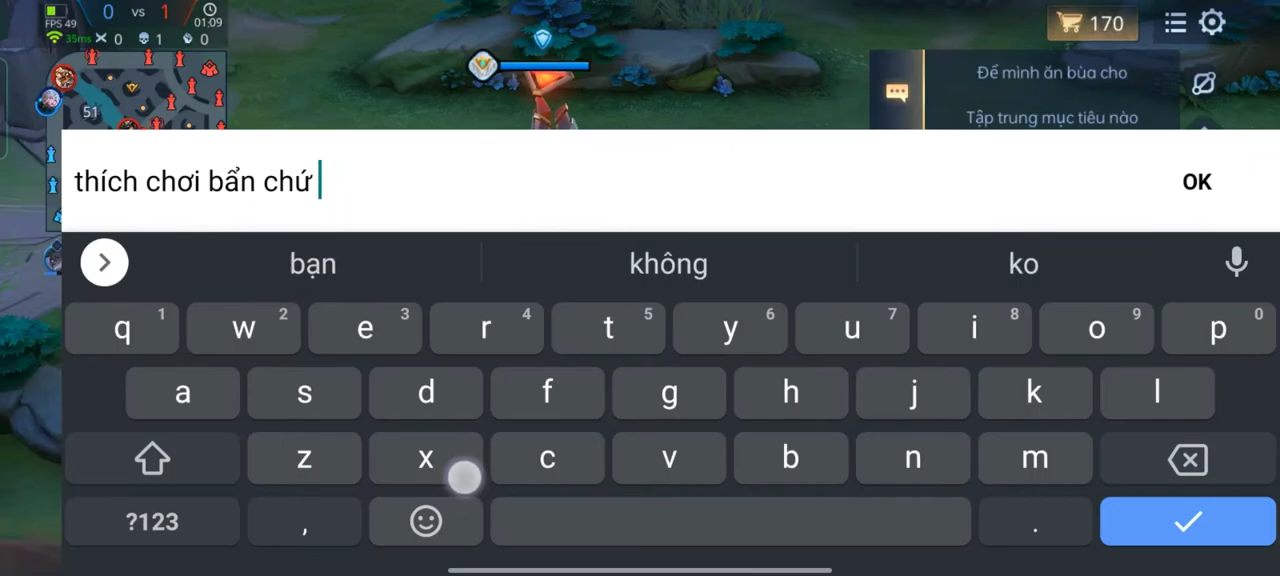 0 vs 1
01:09
FPS 49
35ms
0
1
0
170
51
Để mình ăn bùa cho
Tập trung mục tiêu nào
thích chơi bẩn chứ
OK
bạn
không
ko
q 1 w 2 e 3 r 4 t 5 y 6 u 7 i 8 o 9 p 0
a s d f g h j k l
z x c v b n m
?123 , .